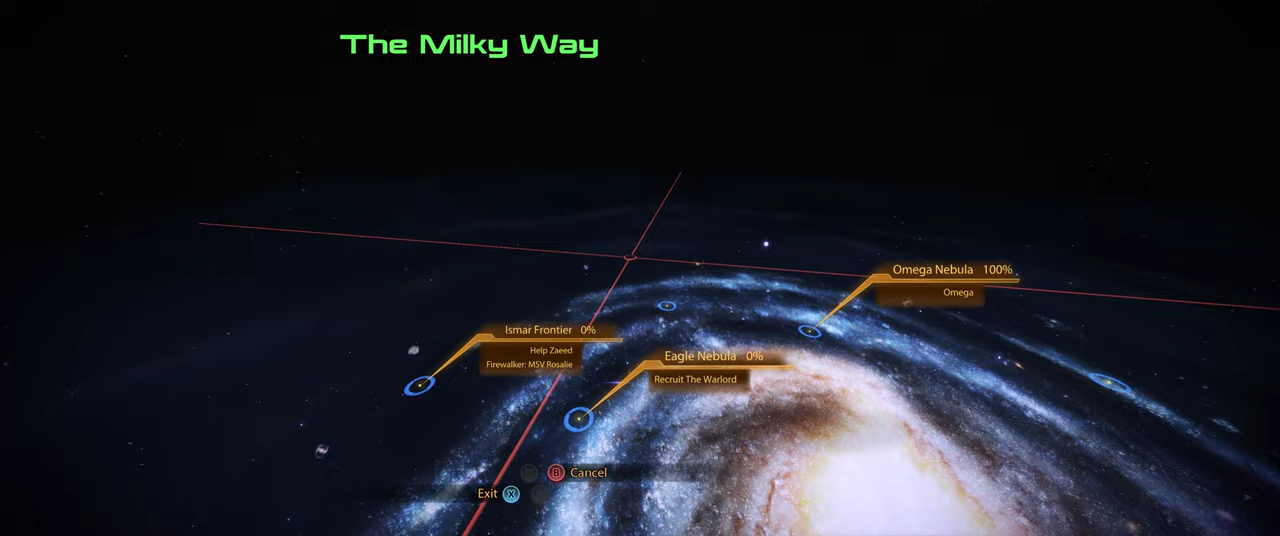 The Milky Way
Omega Nebula 100%
Omega
Ismar Frontier 0%
Help Zaeed
Firewalker: MSV Rosalie
Eagle Nebula 0%
Recruit The Warlord
B Cancel
Exit X